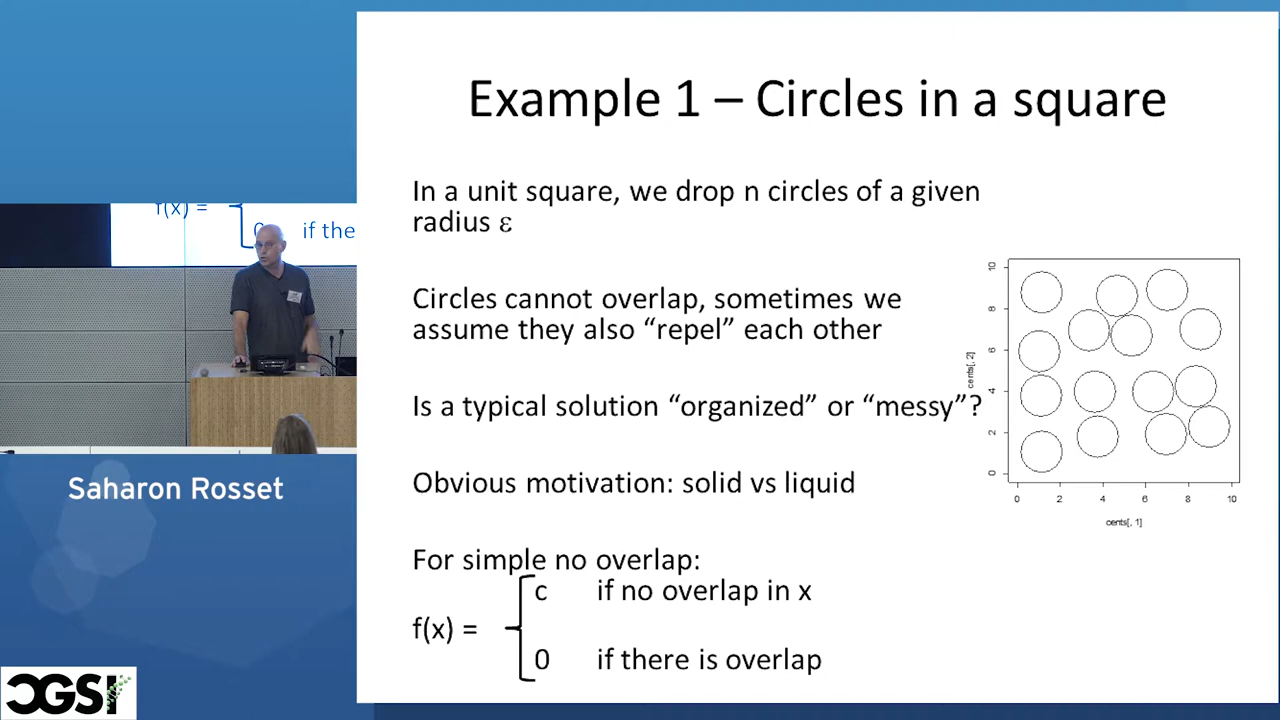 Example 1 – Circles in a square
In a unit square, we drop n circles of a given
radius ε
Circles cannot overlap, sometimes we
assume they also “repel” each other
Is a typical solution “organized” or “messy”?
Obvious motivation: solid vs liquid
For simple no overlap:
f(x) =
c if no overlap in x
0 if there is overlap
cents[, 2]
10
8
6
4
2
0
0 2 4 6 8 10
cents[, 1]
f(x) =
0 if the
Saharon Rosset
CGSI